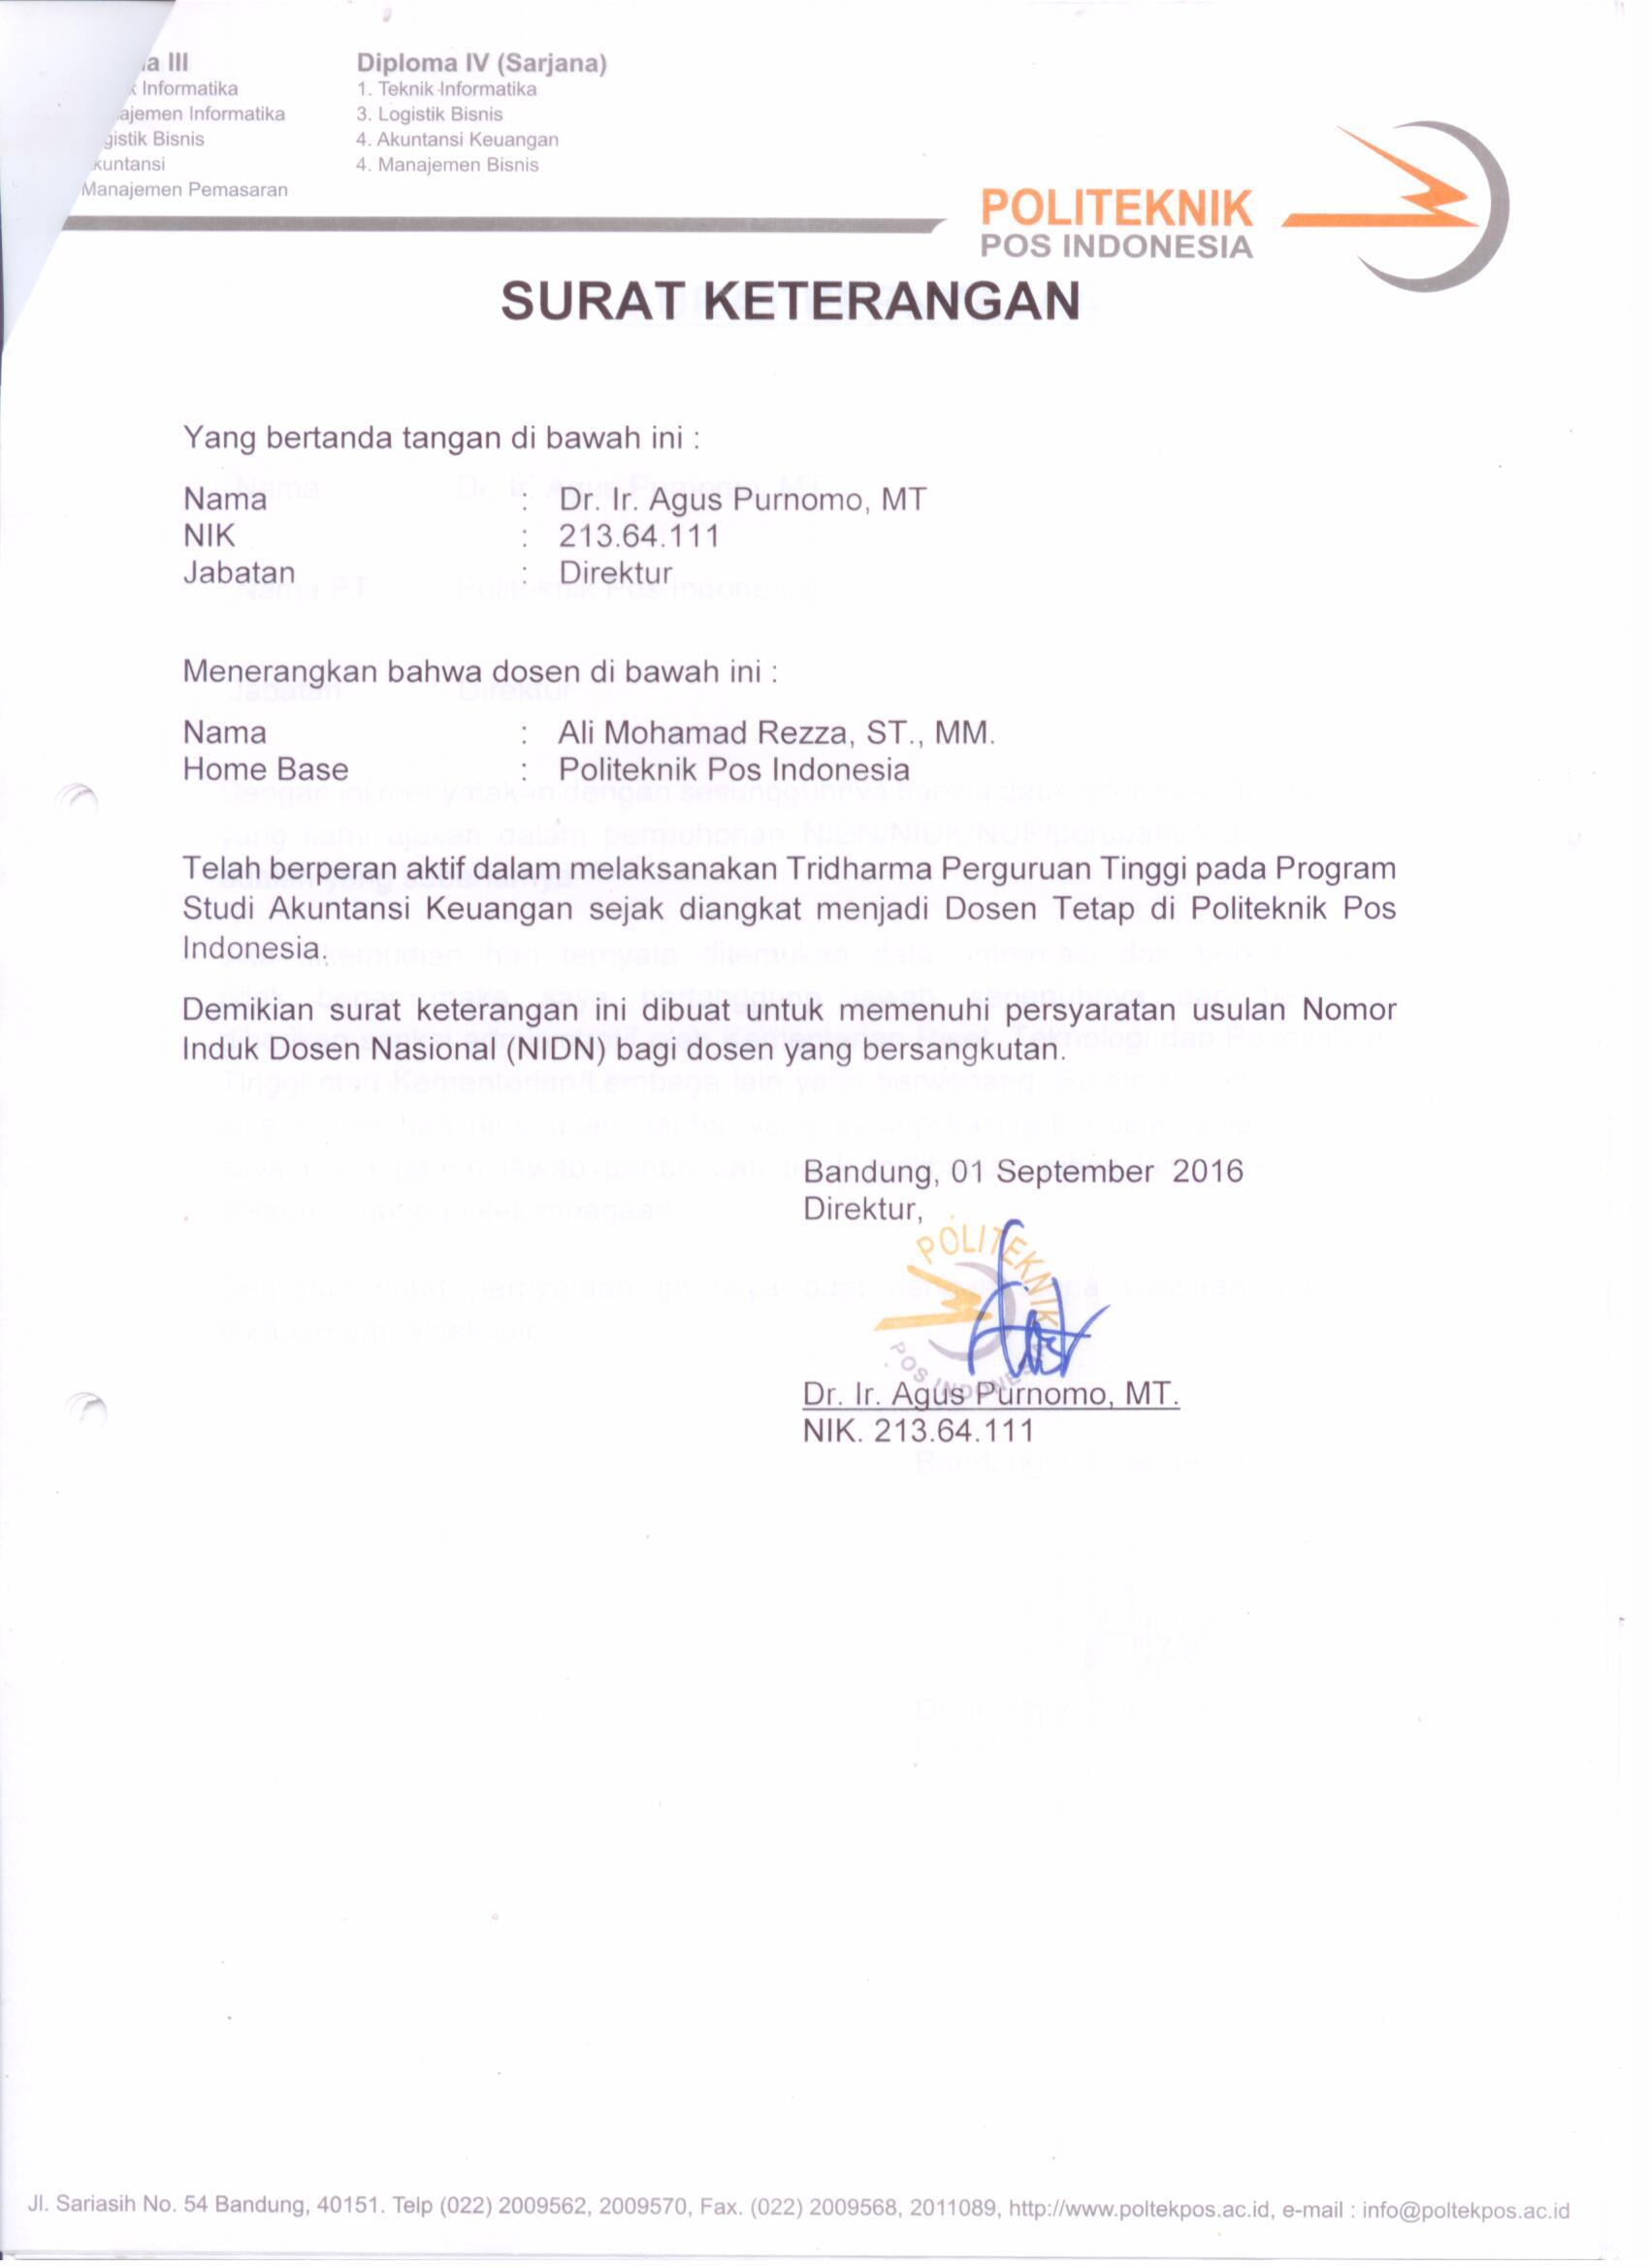 a III
Informatika
ajemen Informatika
gistik Bisnis
kuntansi
Manajemen Pemasaran
Diploma IV (Sarjana)
1. Teknik Informatika
3. Logistik Bisnis
4. Akuntansi Keuangan
4. Manajemen Bisnis
POLITEKNIK
POS INDONESIA
SURAT KETERANGAN
Yang bertanda tangan di bawah ini :
Nama : Dr. Ir. Agus Purnomo, MT
NIK : 213.64.111
Jabatan : Direktur
Menerangkan bahwa dosen di bawah ini :
Nama : Ali Mohamad Rezza, ST., MM.
Home Base : Politeknik Pos Indonesia
Telah berperan aktif dalam melaksanakan Tridharma Perguruan Tinggi pada Program
Studi Akuntansi Keuangan sejak diangkat menjadi Dosen Tetap di Politeknik Pos
Indonesia.
Demikian surat keterangan ini dibuat untuk memenuhi persyaratan usulan Nomor
Induk Dosen Nasional (NIDN) bagi dosen yang bersangkutan.
Bandung, 01 September 2016
Direktur,
POLITEKNIK
POS INDONESIA
Dr. Ir. Agus Purnomo, MT.
NIK. 213.64.111
Jl. Sariasih No. 54 Bandung, 40151. Telp (022) 2009562, 2009570, Fax. (022) 2009568, 2011089, http://www.poltekpos.ac.id, e-mail : info@poltekpos.ac.id